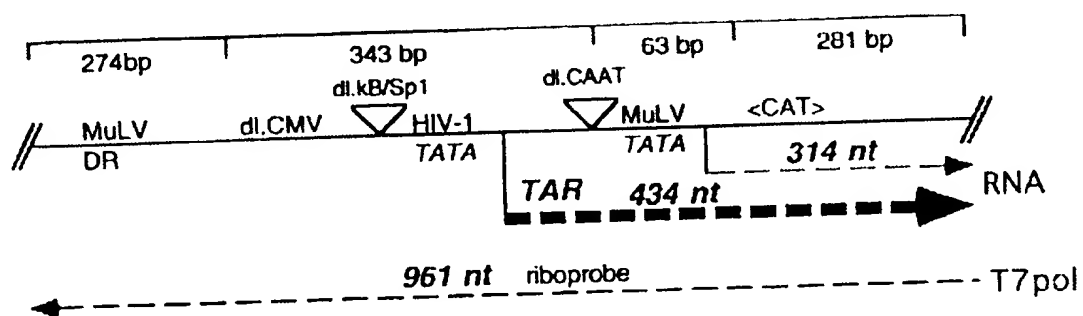 274bp 343 bp 63 bp 281 bp
dl.kB/Sp1 dl.CAAT
MuLV dl.CMV HIV-1 MuLV <CAT>
DR TATA TATA
314 nt
RNA
TAR 434 nt
961 nt riboprobe T7pol